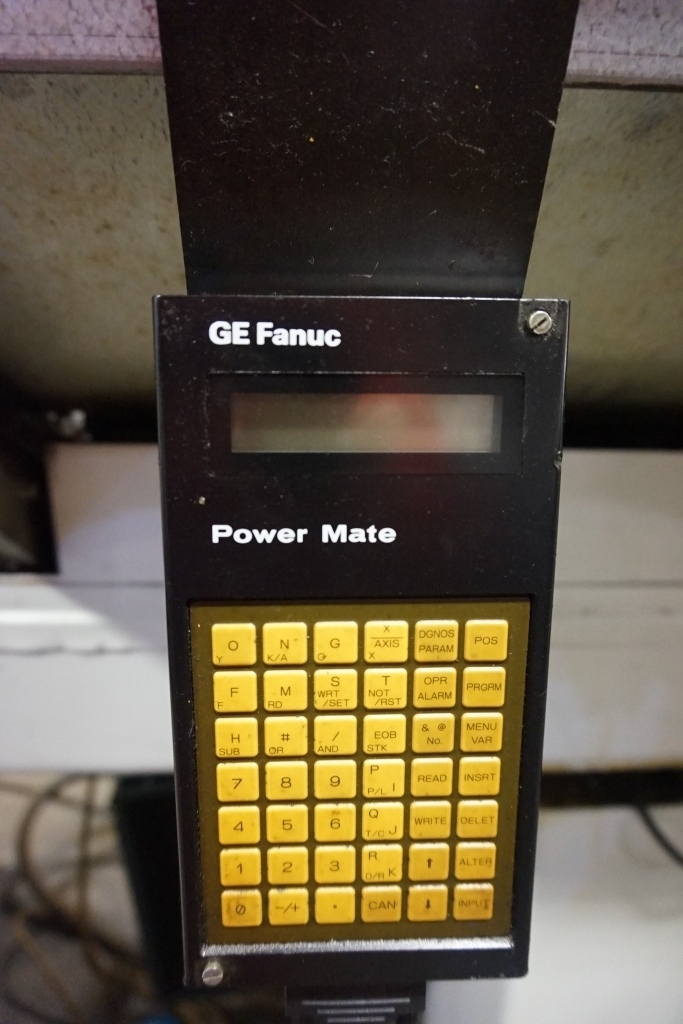 GE Fanuc
Power Mate
O Y N K/A G X AXIS X DGNOS PARAM POS
F F M RD S WRT /SET T NOT /RST OPR ALARM PRGRM
H SUB # OR / AND EOB STK & @ No. MENU VAR
7 8 9 P P/L I READ INSRT
4 5 6 Q T/C J WRITE DELET
1 2 3 R D/R K ↑ ALTER
0 -/+ . CAN ↓ INPUT